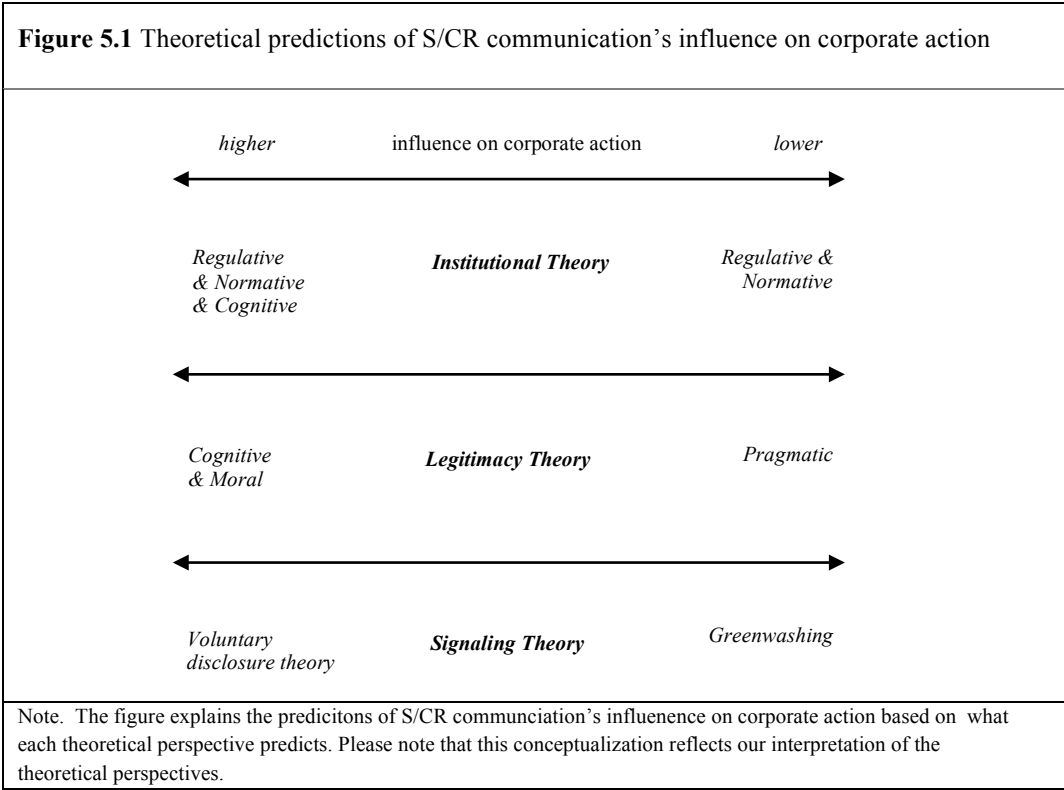 Figure 5.1 Theoretical predictions of S/CR communication’s influence on corporate action
higher influence on corporate action lower
Regulative
& Normative
& Cognitive
Institutional Theory
Regulative &
Normative
Cognitive
& Moral
Legitimacy Theory
Pragmatic
Voluntary
disclosure theory
Signaling Theory
Greenwashing
Note. The figure explains the predicitons of S/CR communciation’s influenence on corporate action based on what
each theoretical perspective predicts. Please note that this conceptualization reflects our interpretation of the
theoretical perspectives.